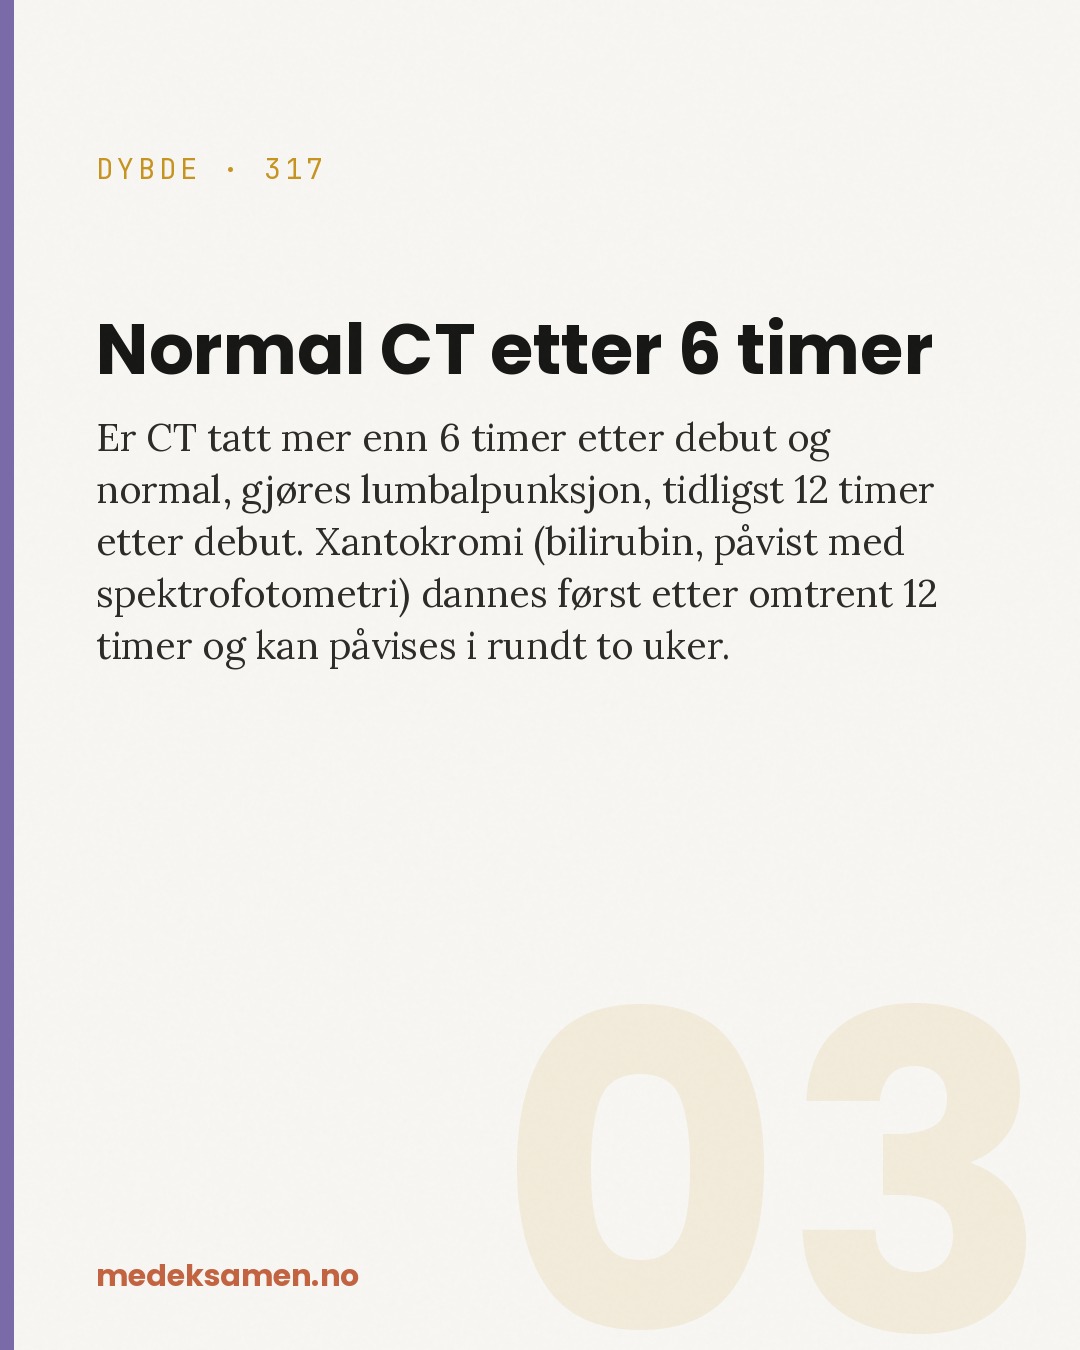 DYBDE · 317
Normal CT etter 6 timer
Er CT tatt mer enn 6 timer etter debut og
normal, gjøres lumbalpunksjon, tidligst 12 timer
etter debut. Xantokromi (bilirubin, påvist med
spektrofotometri) dannes først etter omtrent 12
timer og kan påvises i rundt to uker.
03
medeksamen.no